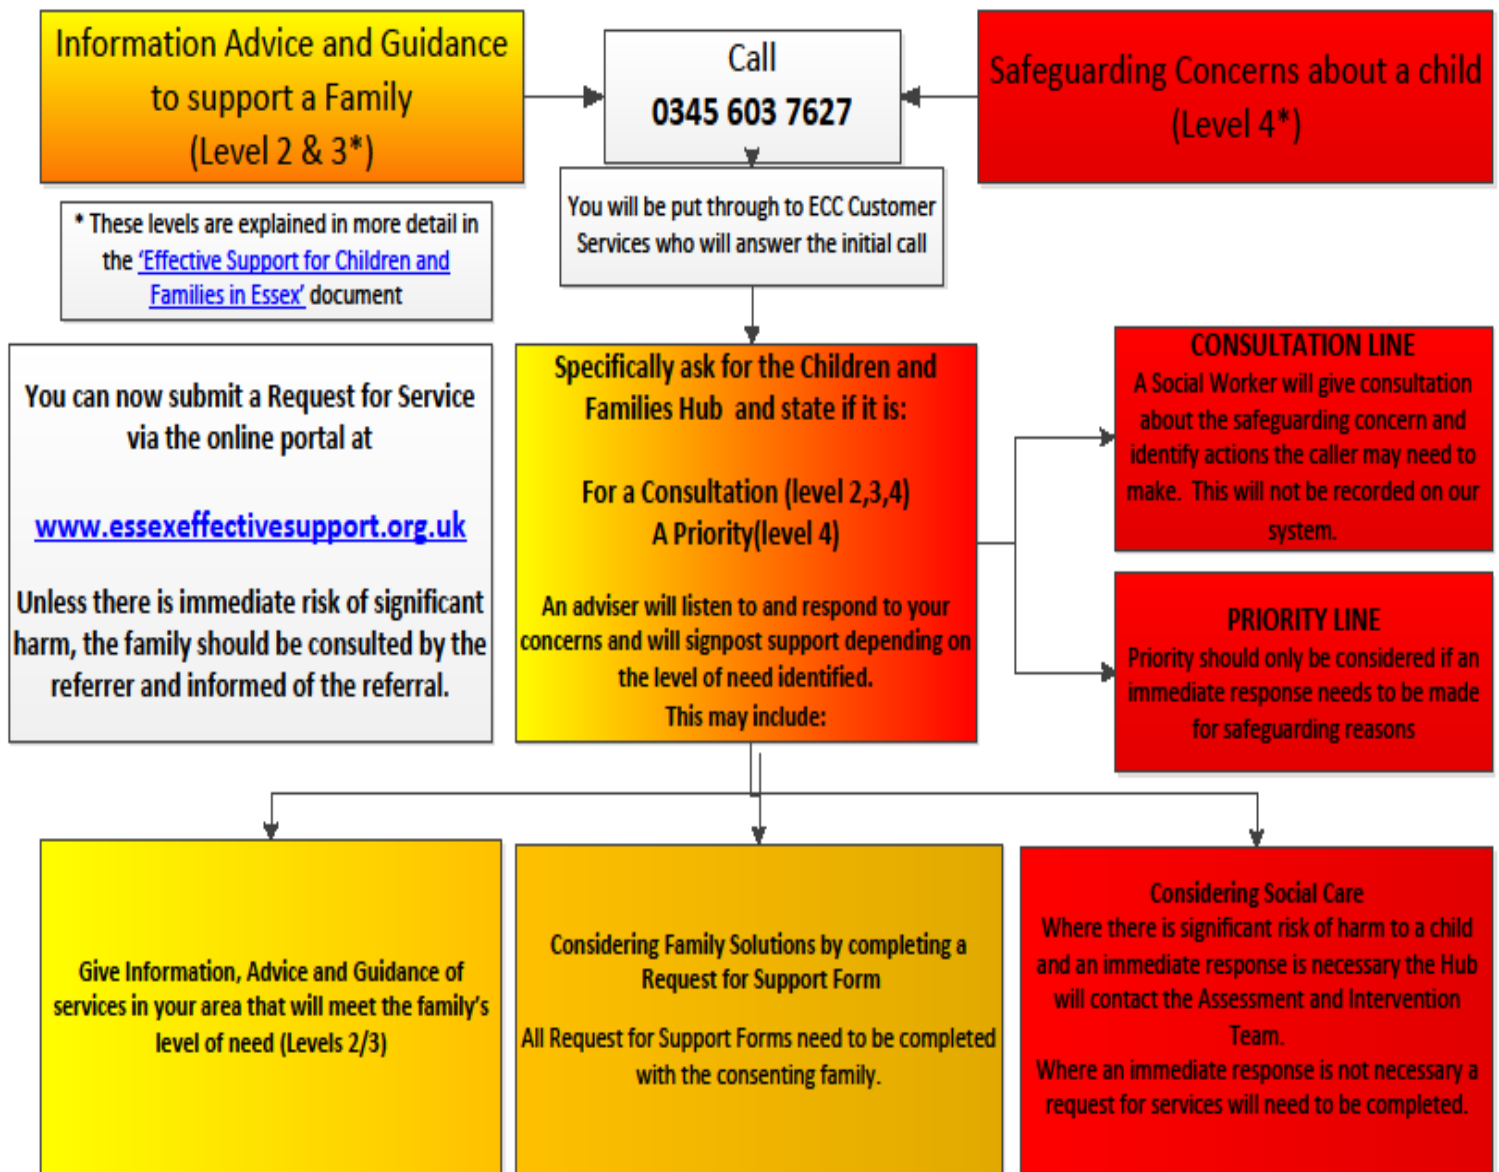 Information Advice and Guidance
to support a Family
(Level 2 & 3*)
Call
0345 603 7627
Safeguarding Concerns about a child
(Level 4*)
You will be put through to ECC Customer
Services who will answer the initial call
* These levels are explained in more detail in
the ‘Effective Support for Children and
Families in Essex’ document
You can now submit a Request for Service
via the online portal at
www.essexeffectivesupport.org.uk
Unless there is immediate risk of significant
harm, the family should be consulted by the
referrer and informed of the referral.
Specifically ask for the Children and
Families Hub and state if it is:
For a Consultation (level 2,3,4)
A Priority(level 4)
An adviser will listen to and respond to your
concerns and will signpost support depending on
the level of need identified.
This may include:
CONSULTATION LINE
A Social Worker will give consultation
about the safeguarding concern and
identify actions the caller may need to
make. This will not be recorded on our
system.
PRIORITY LINE
Priority should only be considered if an
immediate response needs to be made
for safeguarding reasons
Give Information, Advice and Guidance of
services in your area that will meet the family’s
level of need (Levels 2/3)
Considering Family Solutions by completing a
Request for Support Form
All Request for Support Forms need to be completed
with the consenting family.
Considering Social Care
Where there is significant risk of harm to a child
and an immediate response is necessary the Hub
will contact the Assessment and Intervention
Team.
Where an immediate response is not necessary a
request for services will need to be completed.